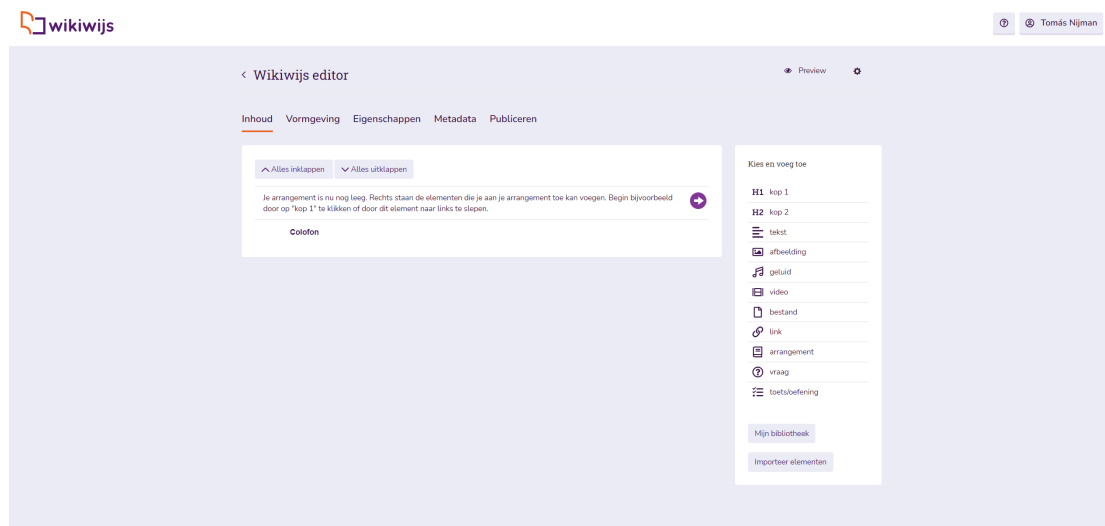 wikiwijs
Tomás Nijman
Wikiwijs editor
Preview
Inhoud Vormgeving Eigenschappen Metadata Publiceren
Alles inklappen Alles uitklappen
Je arrangement is nu nog leeg. Rechts staan de elementen die je aan je arrangement toe kan voegen. Begin bijvoorbeeld
door op "kop 1" te klikken of door dit element naar links te slepen.
Colofon
Kies en voeg toe
H1 kop 1
H2 kop 2
tekst
afbeelding
geluid
video
bestand
link
arrangement
vraag
toets/oefening
Mijn bibliotheek
Importeer elementen